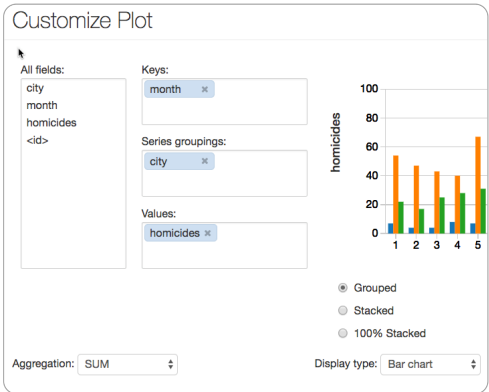 Customize Plot
All fields:
city
month
homicides
<id>
Keys:
month ×
Series groupings:
city ×
Values:
homicides ×
homicides
100
80
60
40
20
0
1 2 3 4 5
Grouped
Stacked
100% Stacked
Aggregation: SUM
Display type: Bar chart